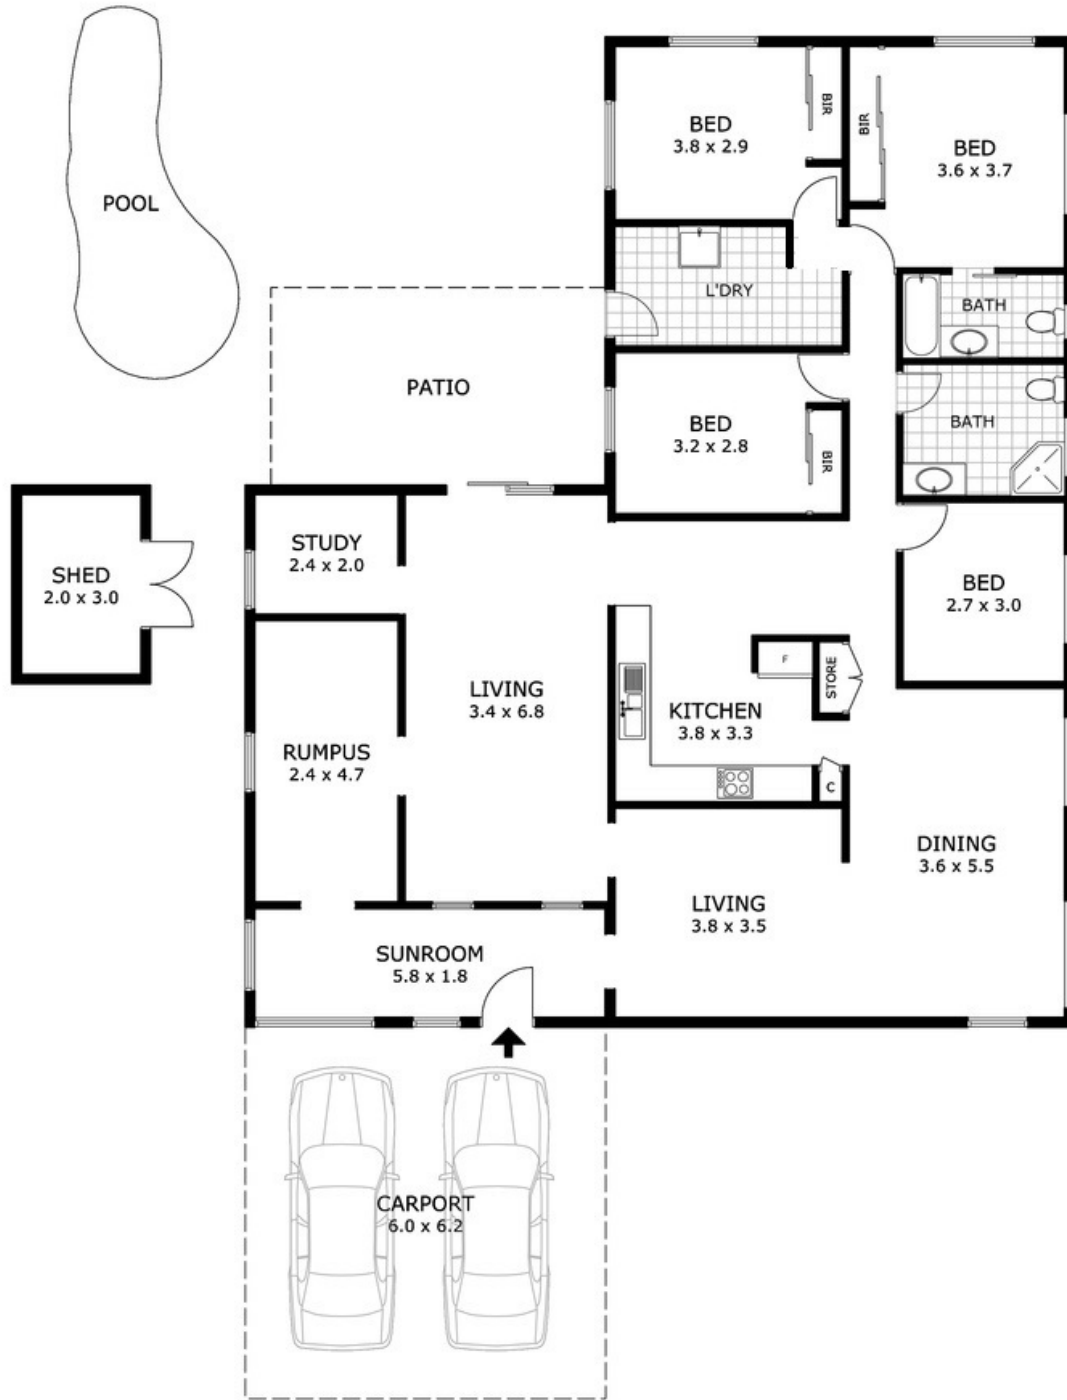 POOL
BED
3.8 x 2.9
BIR
BIR
BED
3.6 x 3.7
L'DRY
BATH
PATIO
BED
3.2 x 2.8
BIR
BATH
STUDY
2.4 x 2.0
SHED
2.0 x 3.0
BED
2.7 x 3.0
LIVING
3.4 x 6.8
F
STORE
KITCHEN
3.8 x 3.3
RUMPUS
2.4 x 4.7
C
DINING
3.6 x 5.5
LIVING
3.8 x 3.5
SUNROOM
5.8 x 1.8
CARPORT
6.0 x 6.2